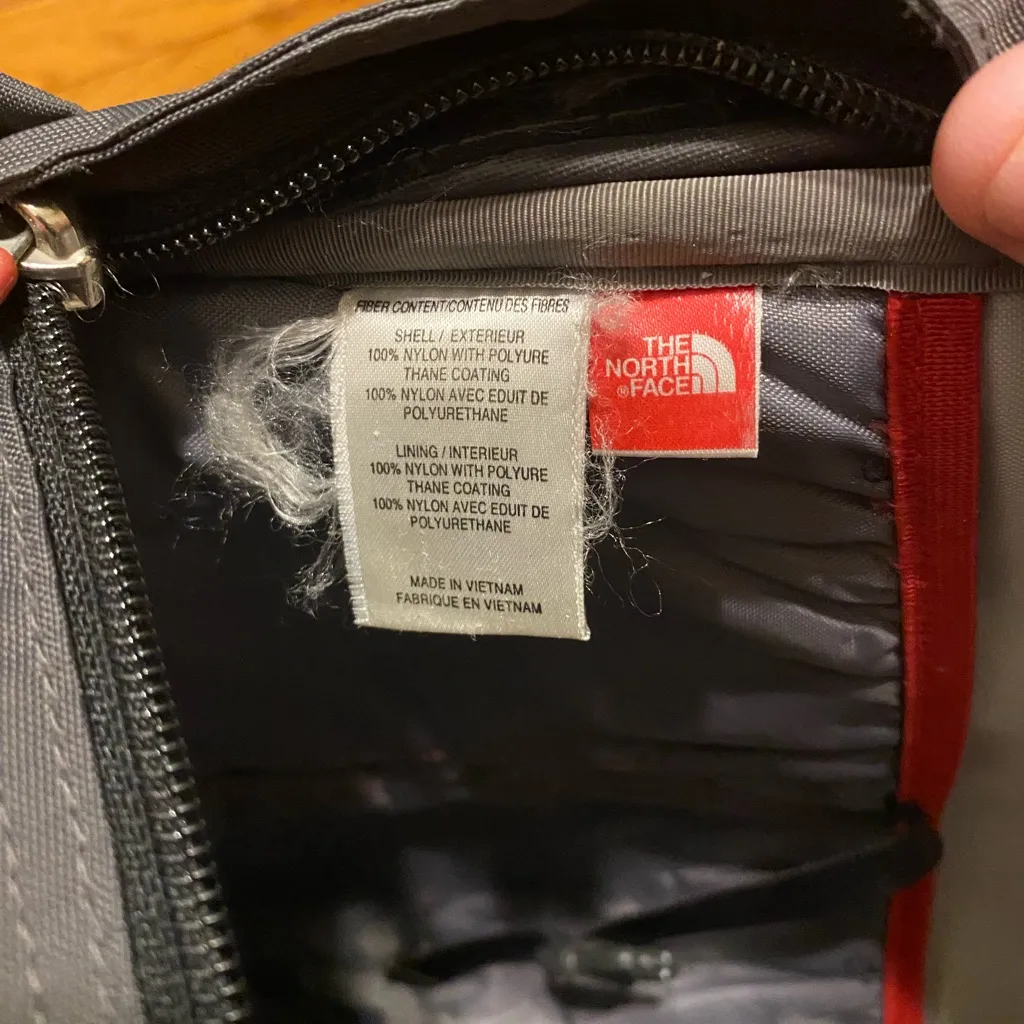 FIBER CONTENT/CONTENU DES FIBRES
SHELL / EXTERIEUR
100% NYLON WITH POLYURE
THANE COATING
100% NYLON AVEC EDUIT DE
POLYURETHANE
LINING / INTERIEUR
100% NYLON WITH POLYURE
THANE COATING
100% NYLON AVEC EDUIT DE
POLYURETHANE
MADE IN VIETNAM
FABRIQUE EN VIETNAM
THE
NORTH
®FACE